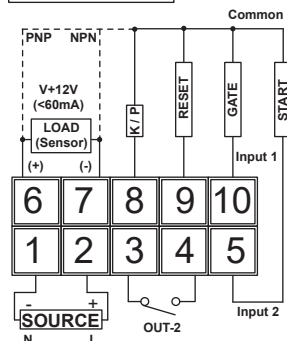 Common
PNP NPN
V+12V
(<60mA)
LOAD
(Sensor)
(+) (-)
K / P
RESET
GATE
START
Input 1
6 7 8 9 10
1 2 3 4 5
- +
SOURCE
N L
OUT-2
Input 2